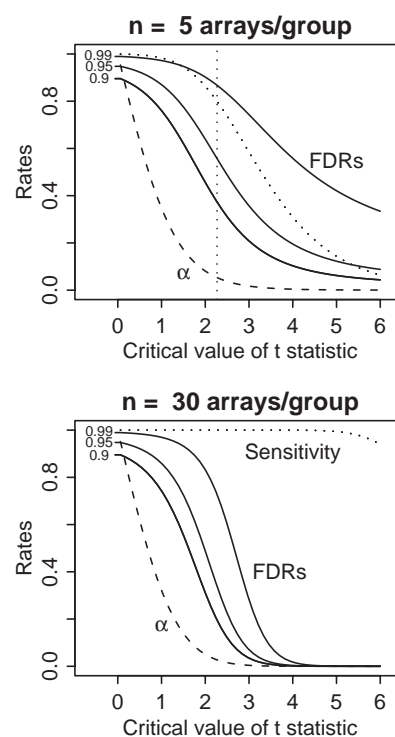 n = 5 arrays/group
0.99
0.95
0.9
0.8
0.4
0.0
Rates
FDRs
α
0 1 2 3 4 5 6
Critical value of t statistic
n = 30 arrays/group
0.99
0.95
0.9
0.8
0.4
0.0
Rates
Sensitivity
FDRs
α
0 1 2 3 4 5 6
Critical value of t statistic